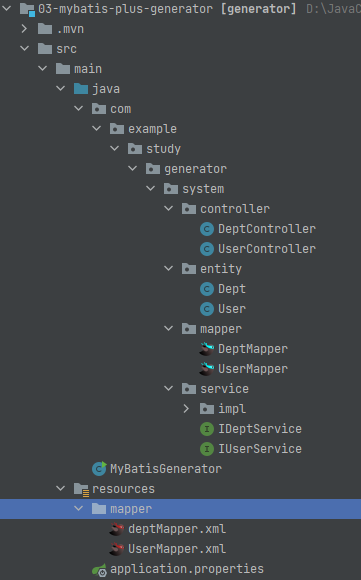 03-mybatis-plus-generator [generator] D:\JavaC
.mvn
src
main
java
com
example
study
generator
system
controller
DeptController
UserController
entity
Dept
User
mapper
DeptMapper
UserMapper
service
impl
IDeptService
IUserService
MyBatisGenerator
resources
mapper
deptMapper.xml
UserMapper.xml
application.properties